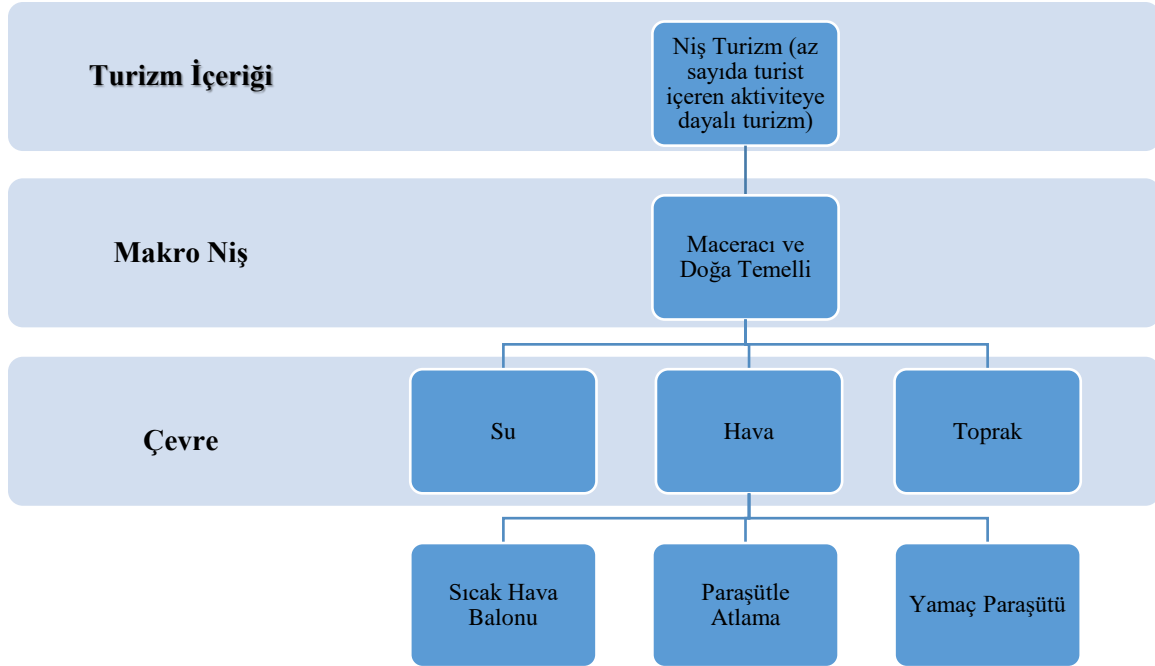 Turizm İçeriği
Niş Turizm (az
sayıda turist
içeren aktiviteye
dayalı turizm)
Makro Niş
Maceracı ve
Doğa Temelli
Çevre
Su
Hava
Toprak
Sıcak Hava
Balonu
Paraşütle
Atlama
Yamaç Paraşütü